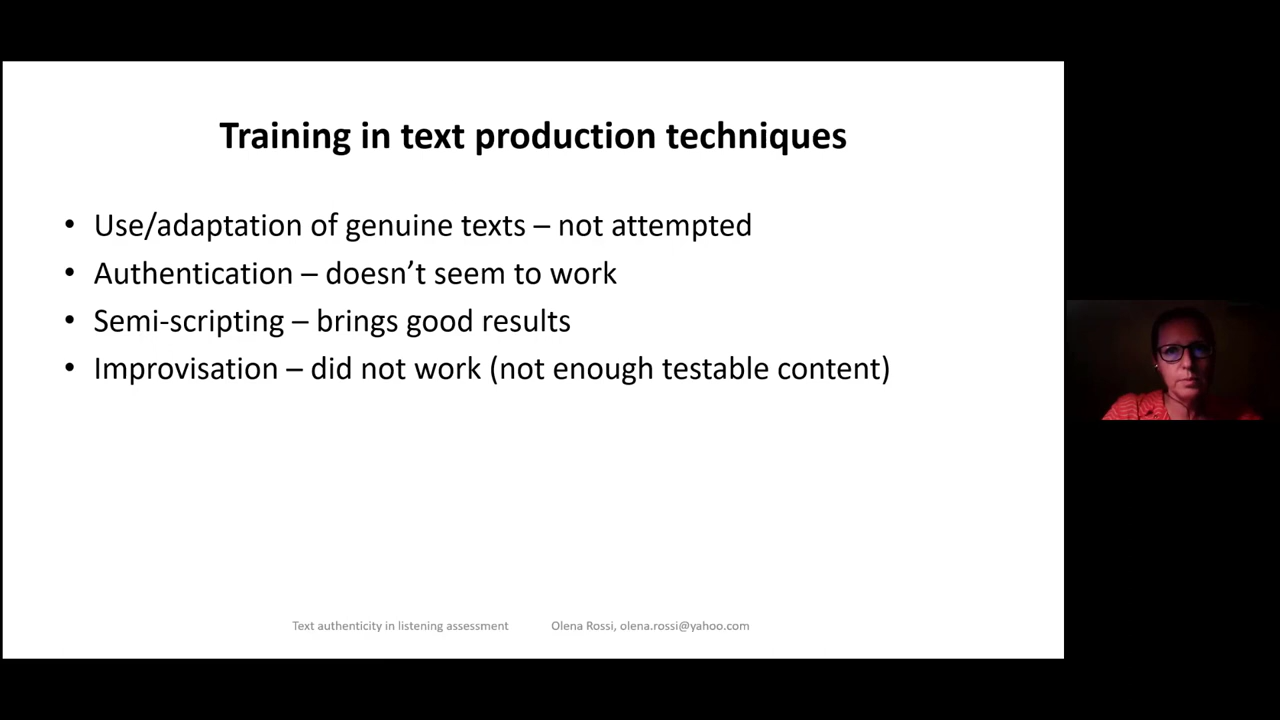 Training in text production techniques
• Use/adaptation of genuine texts – not attempted
• Authentication – doesn’t seem to work
• Semi-scripting – brings good results
• Improvisation – did not work (not enough testable content)
Text authenticity in listening assessment Olena Rossi, olena.rossi@yahoo.com